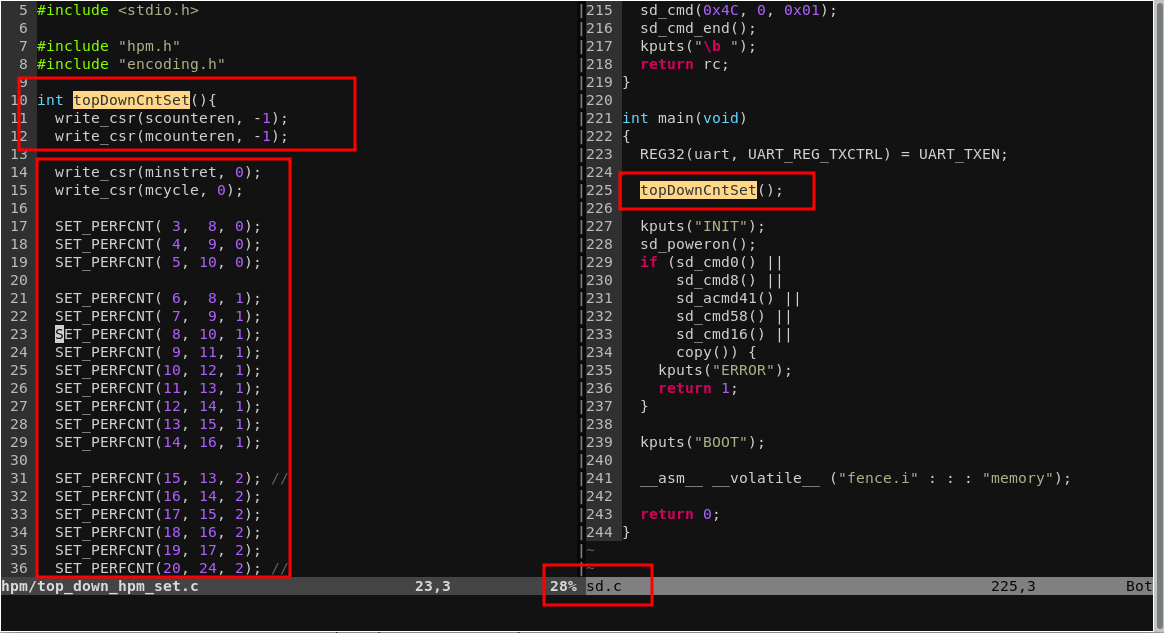 5 #include <stdio.h>
6
7 #include "hpm.h"
8 #include "encoding.h"
9
10 int topDownCntSet(){
11 write_csr(scounteren, -1);
12 write_csr(mcounteren, -1);
13
14 write_csr(minstret, 0);
15 write_csr(mcycle, 0);
16
17 SET_PERFCNT( 3,  8, 0);
18 SET_PERFCNT( 4,  9, 0);
19 SET_PERFCNT( 5, 10, 0);
20
21 SET_PERFCNT( 6,  8, 1);
22 SET_PERFCNT( 7,  9, 1);
23 SET_PERFCNT( 8, 10, 1);
24 SET_PERFCNT( 9, 11, 1);
25 SET_PERFCNT(10, 12, 1);
26 SET_PERFCNT(11, 13, 1);
27 SET_PERFCNT(12, 14, 1);
28 SET_PERFCNT(13, 15, 1);
29 SET_PERFCNT(14, 16, 1);
30
31 SET_PERFCNT(15, 13, 2); //
32 SET_PERFCNT(16, 14, 2);
33 SET_PERFCNT(17, 15, 2);
34 SET_PERFCNT(18, 16, 2);
35 SET_PERFCNT(19, 17, 2);
36 SET_PERFCNT(20, 24, 2); //
hpm/top_down_hpm_set.c 23,3 28%
215 sd_cmd(0x4C, 0, 0x01);
216 sd_cmd_end();
217 kputs("\b ");
218 return rc;
219 }
220
221 int main(void)
222 {
223 REG32(uart, UART_REG_TXCTRL) = UART_TXEN;
224
225 topDownCntSet();
226
227 kputs("INIT");
228 sd_poweron();
229 if (sd_cmd0() ||
230 sd_cmd8() ||
231 sd_acmd41() ||
232 sd_cmd58() ||
233 sd_cmd16() ||
234 copy()) {
235 kputs("ERROR");
236 return 1;
237 }
238
239 kputs("BOOT");
240
241 __asm__ __volatile__ ("fence.i" : : : "memory");
242
243 return 0;
244 }
~
~
sd.c 225,3 Bot